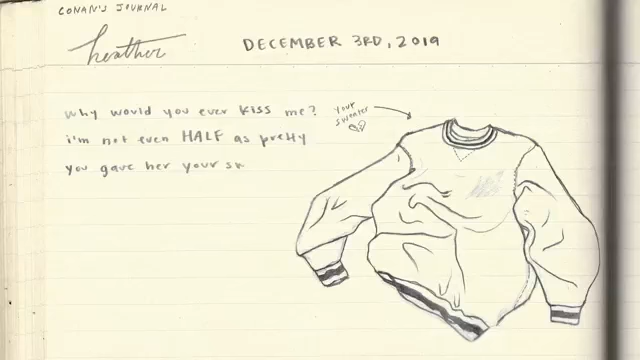 CONAN'S JOURNAL
heather
DECEMBER 3RD, 2019
why would you ever kiss me?
i'm not even HALF as pretty
you gave her your sw
your
sweater